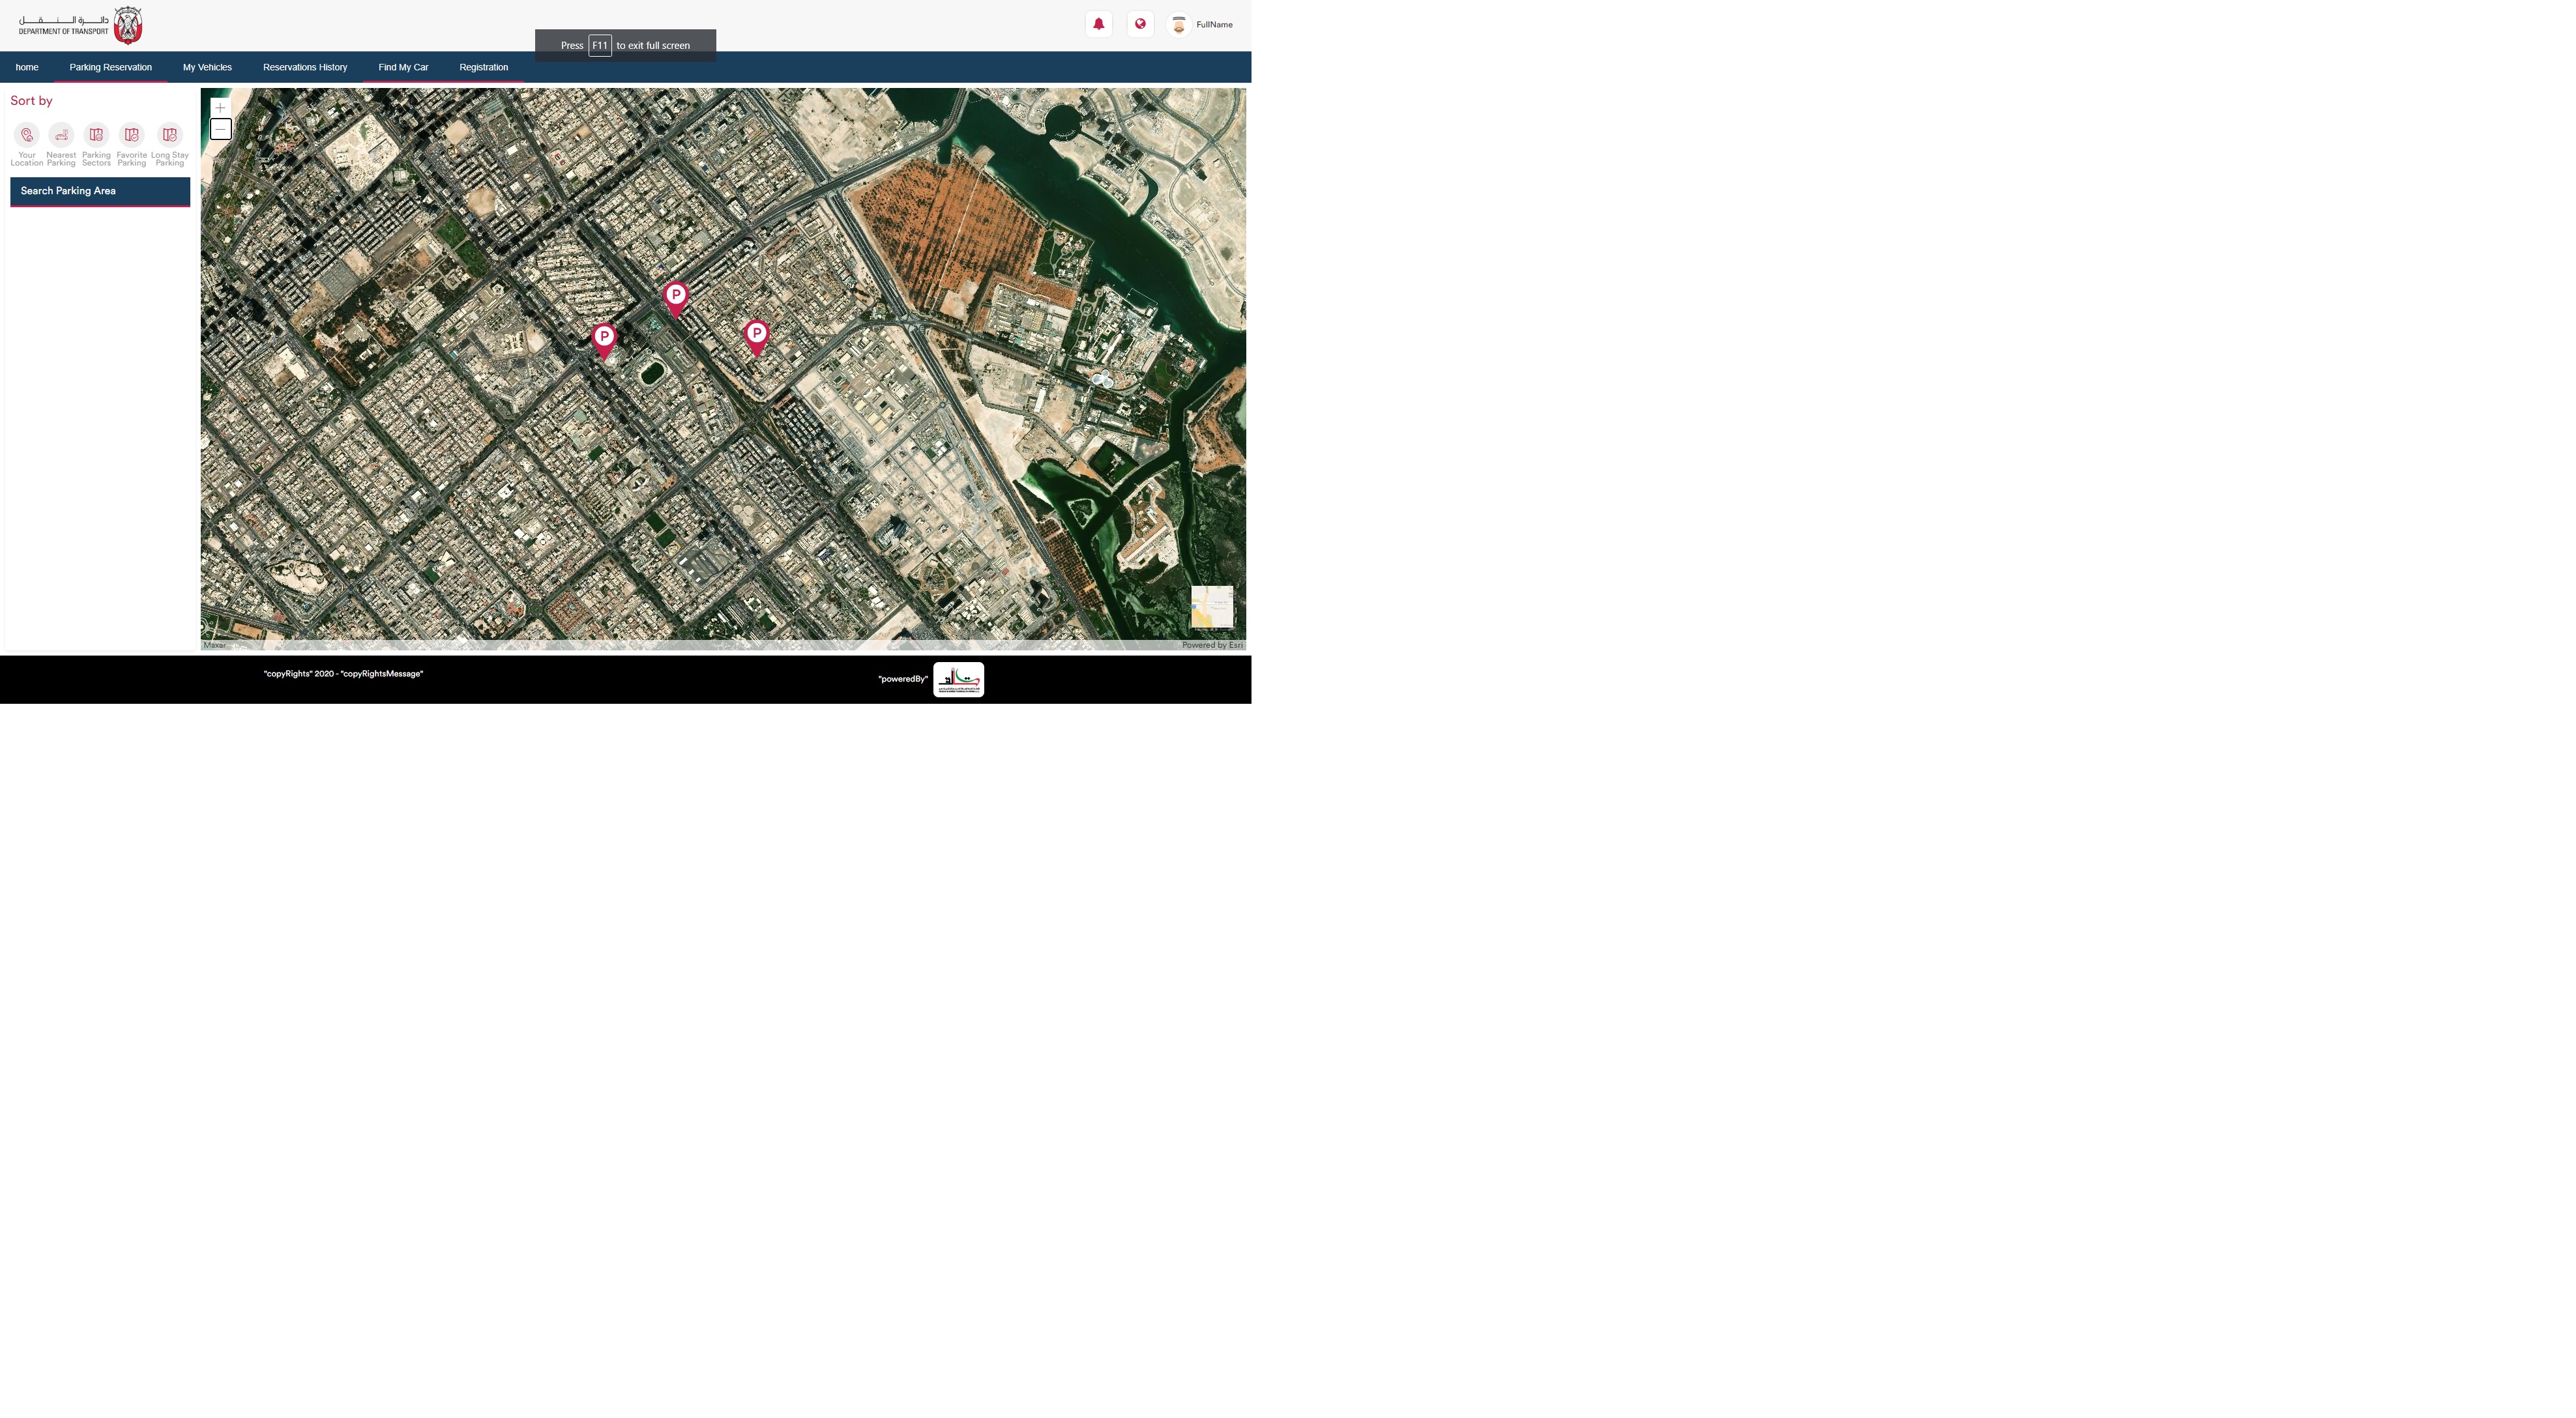 دائـــرة الـــنـــقـــل
DEPARTMENT OF TRANSPORT
FullName
Press F11 to exit full screen
home Parking Reservation My Vehicles Reservations History Find My Car Registration
Sort by
Your Location
Nearest Parking
Parking Sectors
Favorite Parking
Long Stay Parking
Search Parking Area
P
P
P
Maxar
Powered by Esri
"copyRights" 2020 - "copyRightsMessage"
"poweredBy"